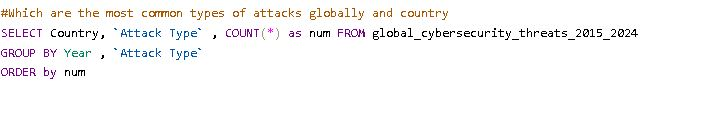 #Which are the most common types of attacks globally and country
SELECT Country, `Attack Type` , COUNT(*) as num FROM global_cybersecurity_threats_2015_2024
GROUP BY Year , `Attack Type`
ORDER by num